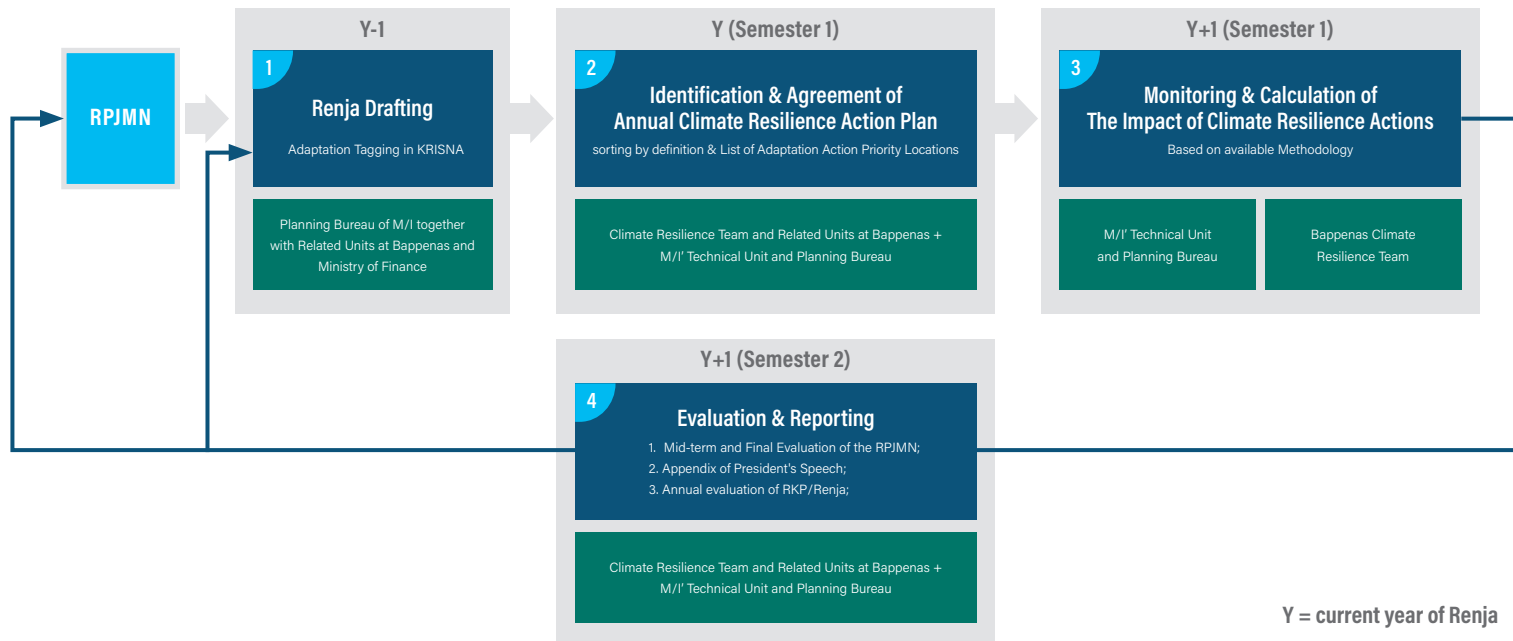 RPJMN
Y-1
1
Renja Drafting
Adaptation Tagging in KRISNA
Planning Bureau of M/I together
with Related Units at Bappenas and
Ministry of Finance
Y (Semester 1)
2
Identification & Agreement of
Annual Climate Resilience Action Plan
sorting by definition & List of Adaptation Action Priority Locations
Climate Resilience Team and Related Units at Bappenas +
M/I' Technical Unit and Planning Bureau
Y+1 (Semester 1)
3
Monitoring & Calculation of
The Impact of Climate Resilience Actions
Based on available Methodology
M/I' Technical Unit
and Planning Bureau
Bappenas Climate
Resilience Team
Y+1 (Semester 2)
4
Evaluation & Reporting
1. Mid-term and Final Evaluation of the RPJMN;
2. Appendix of President's Speech;
3. Annual evaluation of RKP/Renja;
Climate Resilience Team and Related Units at Bappenas +
M/I' Technical Unit and Planning Bureau
Y = current year of Renja